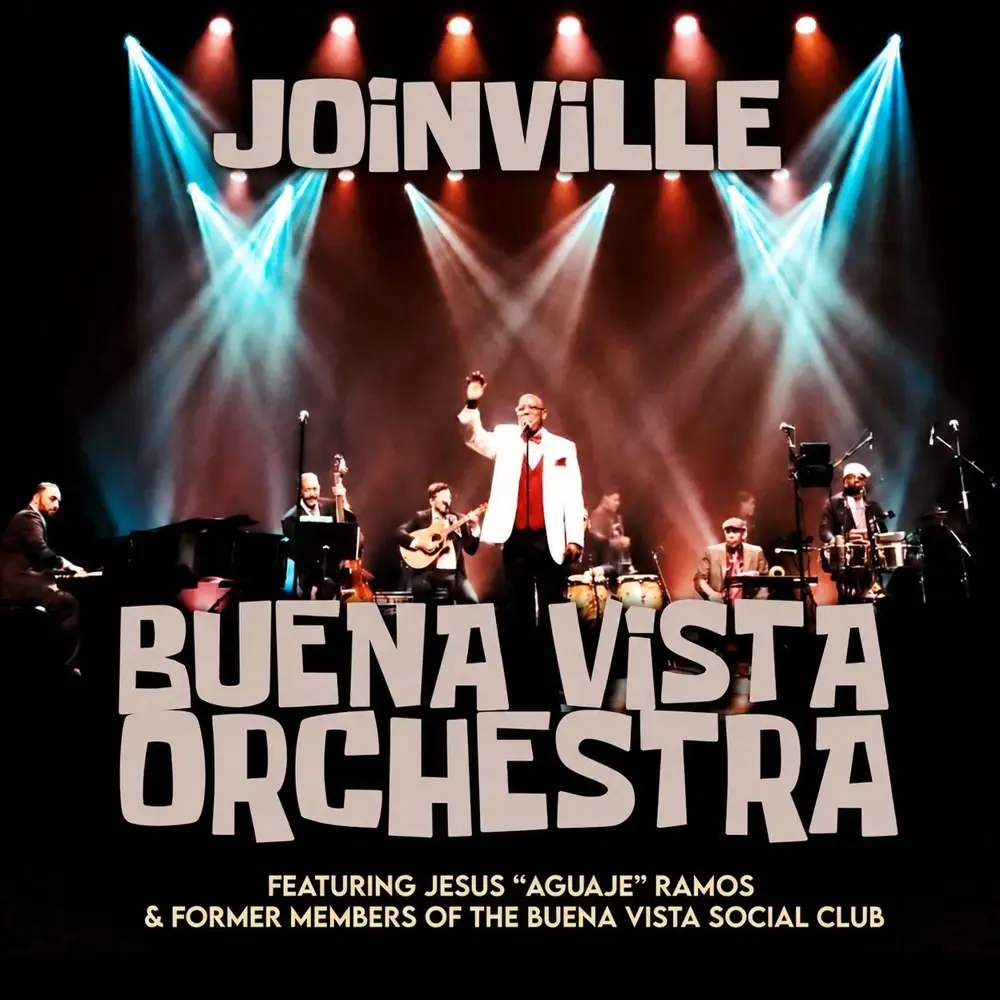 JOiNViLLE
BUENA ViSTA
ORCHESTRA
FEATURING JESUS “AGUAJE” RAMOS
& FORMER MEMBERS OF THE BUENA VISTA SOCIAL CLUB